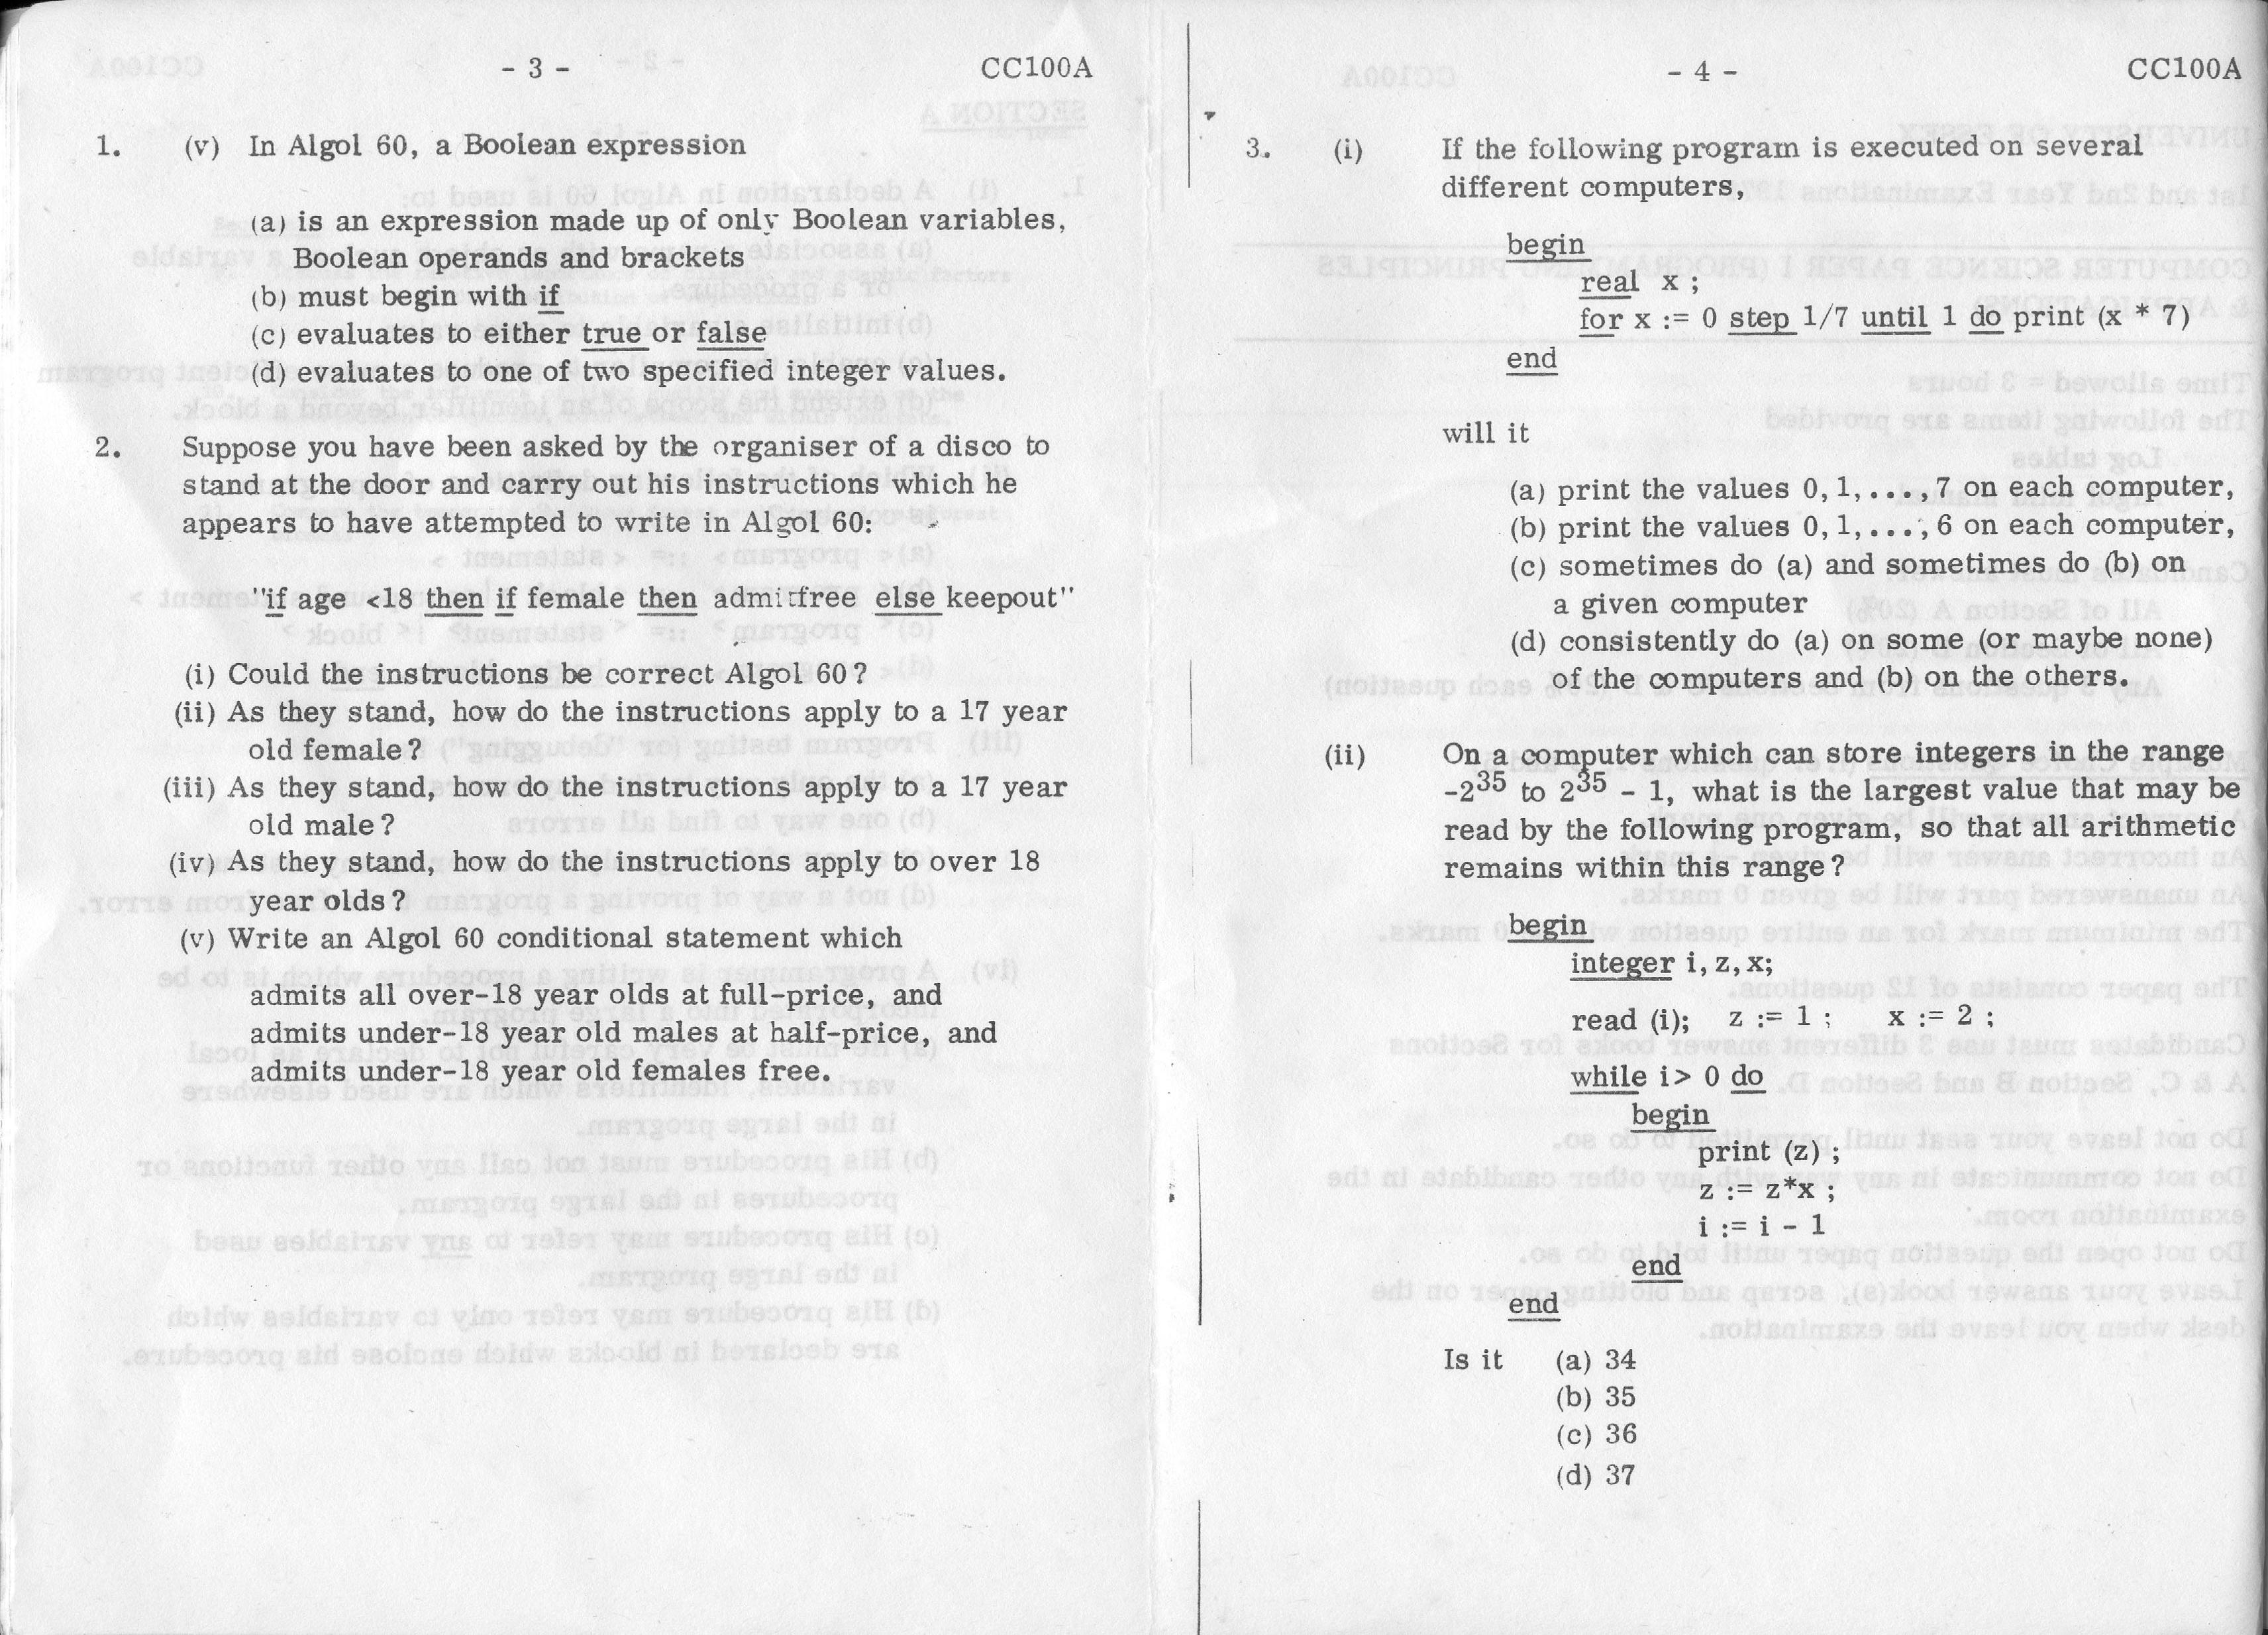 - 3 -
CC100A
1. (v) In Algol 60, a Boolean expression
(a) is an expression made up of only Boolean variables,
Boolean operands and brackets
(b) must begin with if
(c) evaluates to either true or false
(d) evaluates to one of two specified integer values.
2. Suppose you have been asked by the organiser of a disco to
stand at the door and carry out his instructions which he
appears to have attempted to write in Algol 60:
"if age <18 then if female then admitfree else keepout"
(i) Could the instructions be correct Algol 60?
(ii) As they stand, how do the instructions apply to a 17 year
old female?
(iii) As they stand, how do the instructions apply to a 17 year
old male?
(iv) As they stand, how do the instructions apply to over 18
year olds?
(v) Write an Algol 60 conditional statement which
admits all over-18 year olds at full-price, and
admits under-18 year old males at half-price, and
admits under-18 year old females free.
- 4 -
CC100A
3. (i) If the following program is executed on several
different computers,
begin
real x ;
for x := 0 step 1/7 until 1 do print (x * 7)
end
will it
(a) print the values 0, 1, ..., 7 on each computer,
(b) print the values 0, 1, ..., 6 on each computer,
(c) sometimes do (a) and sometimes do (b) on
a given computer
(d) consistently do (a) on some (or maybe none)
of the computers and (b) on the others.
(ii) On a computer which can store integers in the range
-2^35 to 2^35 - 1, what is the largest value that may be
read by the following program, so that all arithmetic
remains within this range?
begin
integer i, z, x;
read (i); z := 1 ; x := 2 ;
while i> 0 do
begin
print (z) ;
z := z*x ;
i := i - 1
end
end
Is it (a) 34
(b) 35
(c) 36
(d) 37